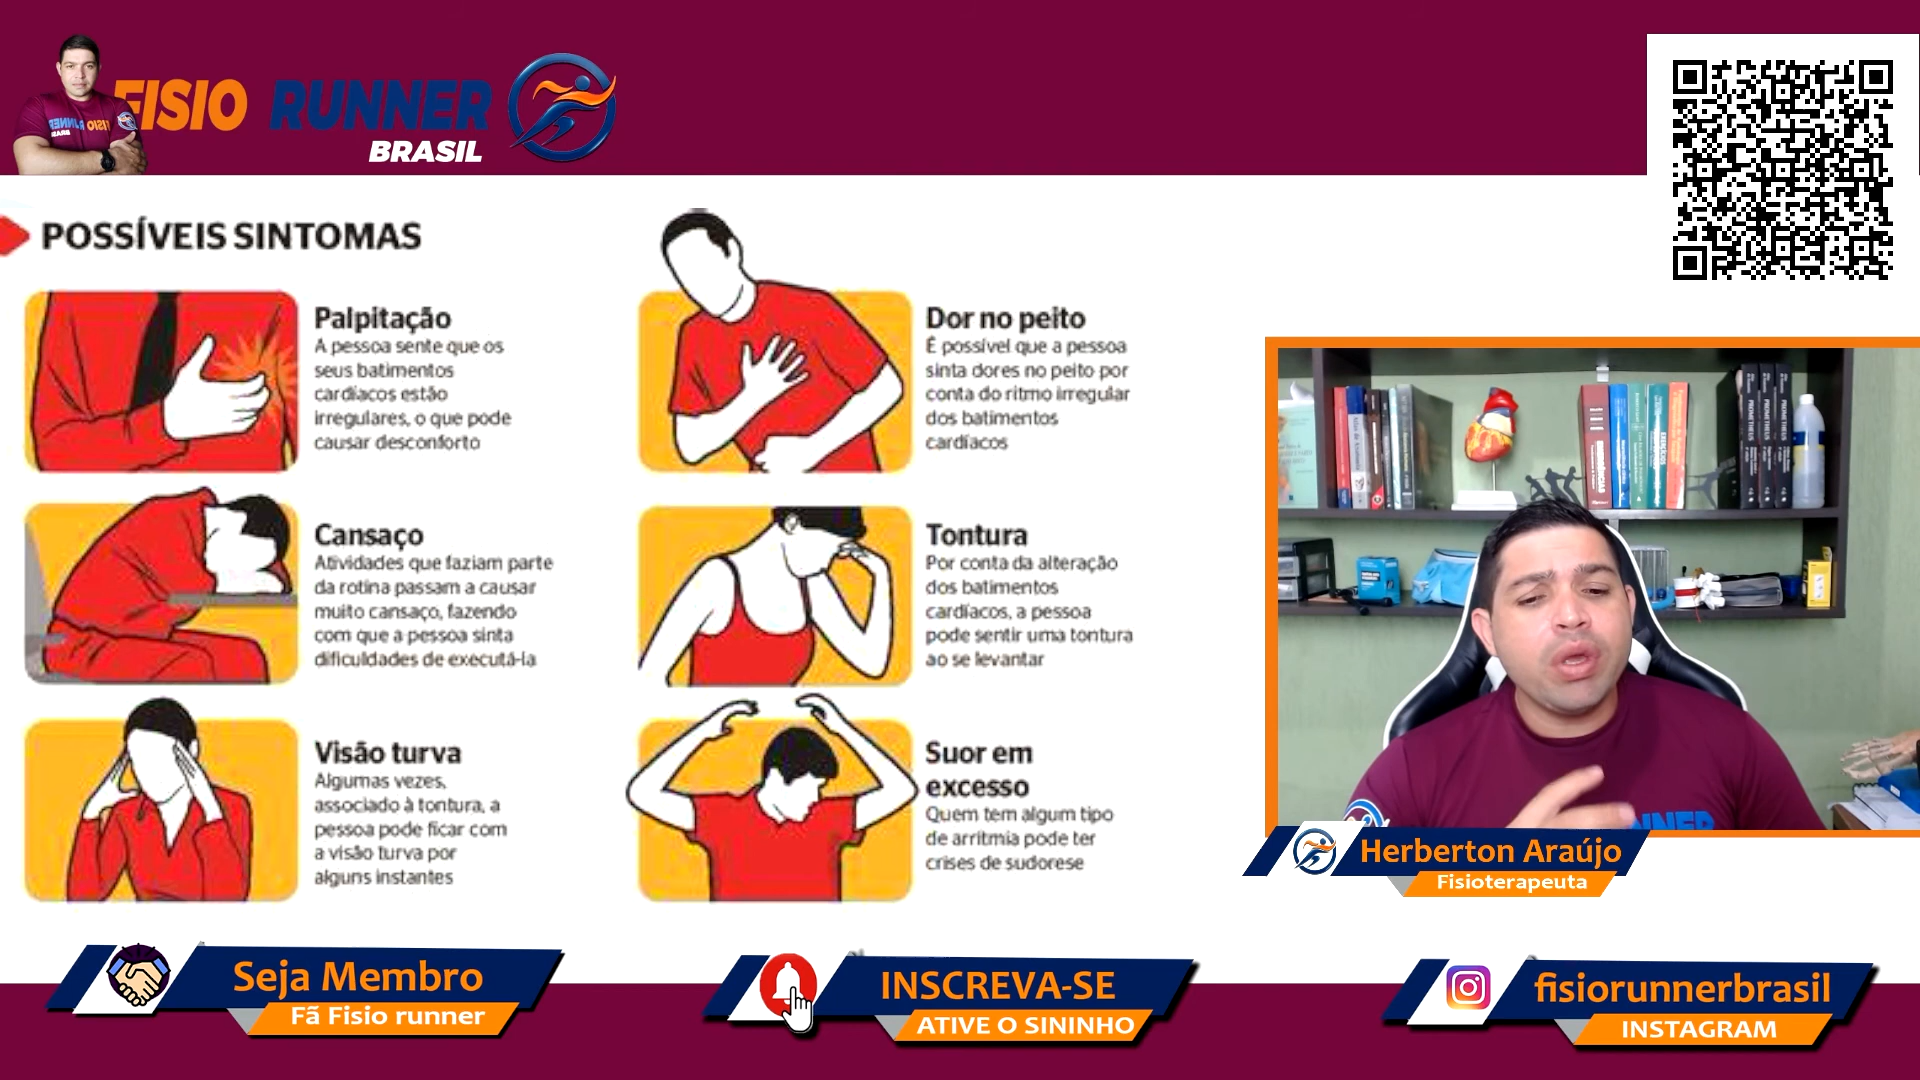 FISIO RUNNER
BRASIL
POSSÍVEIS SINTOMAS
Palpitação
A pessoa sente que os
seus batimentos
cardíacos estão
irregulares, o que pode
causar desconforto
Dor no peito
É possível que a pessoa
sinta dores no peito por
conta do ritmo irregular
dos batimentos
cardíacos
Cansaço
Atividades que faziam parte
da rotina passam a causar
muito cansaço, fazendo
com que a pessoa sinta
dificuldades de executá-la
Tontura
Por conta da alteração
dos batimentos
cardíacos, a pessoa
pode sentir uma tontura
ao se levantar
Visão turva
Algumas vezes,
associado à tontura, a
pessoa pode ficar com
a visão turva por
alguns instantes
Suor em
excesso
Quem tem algum tipo
de arritmia pode ter
crises de sudorese
PROMETHEUS
PROMETHEUS
PROMETHEUS
RUNNER
Herberton Araújo
Fisioterapeuta
Seja Membro
Fã Fisio runner
INSCREVA-SE
ATIVE O SININHO
fisiorunnerbrasil
INSTAGRAM